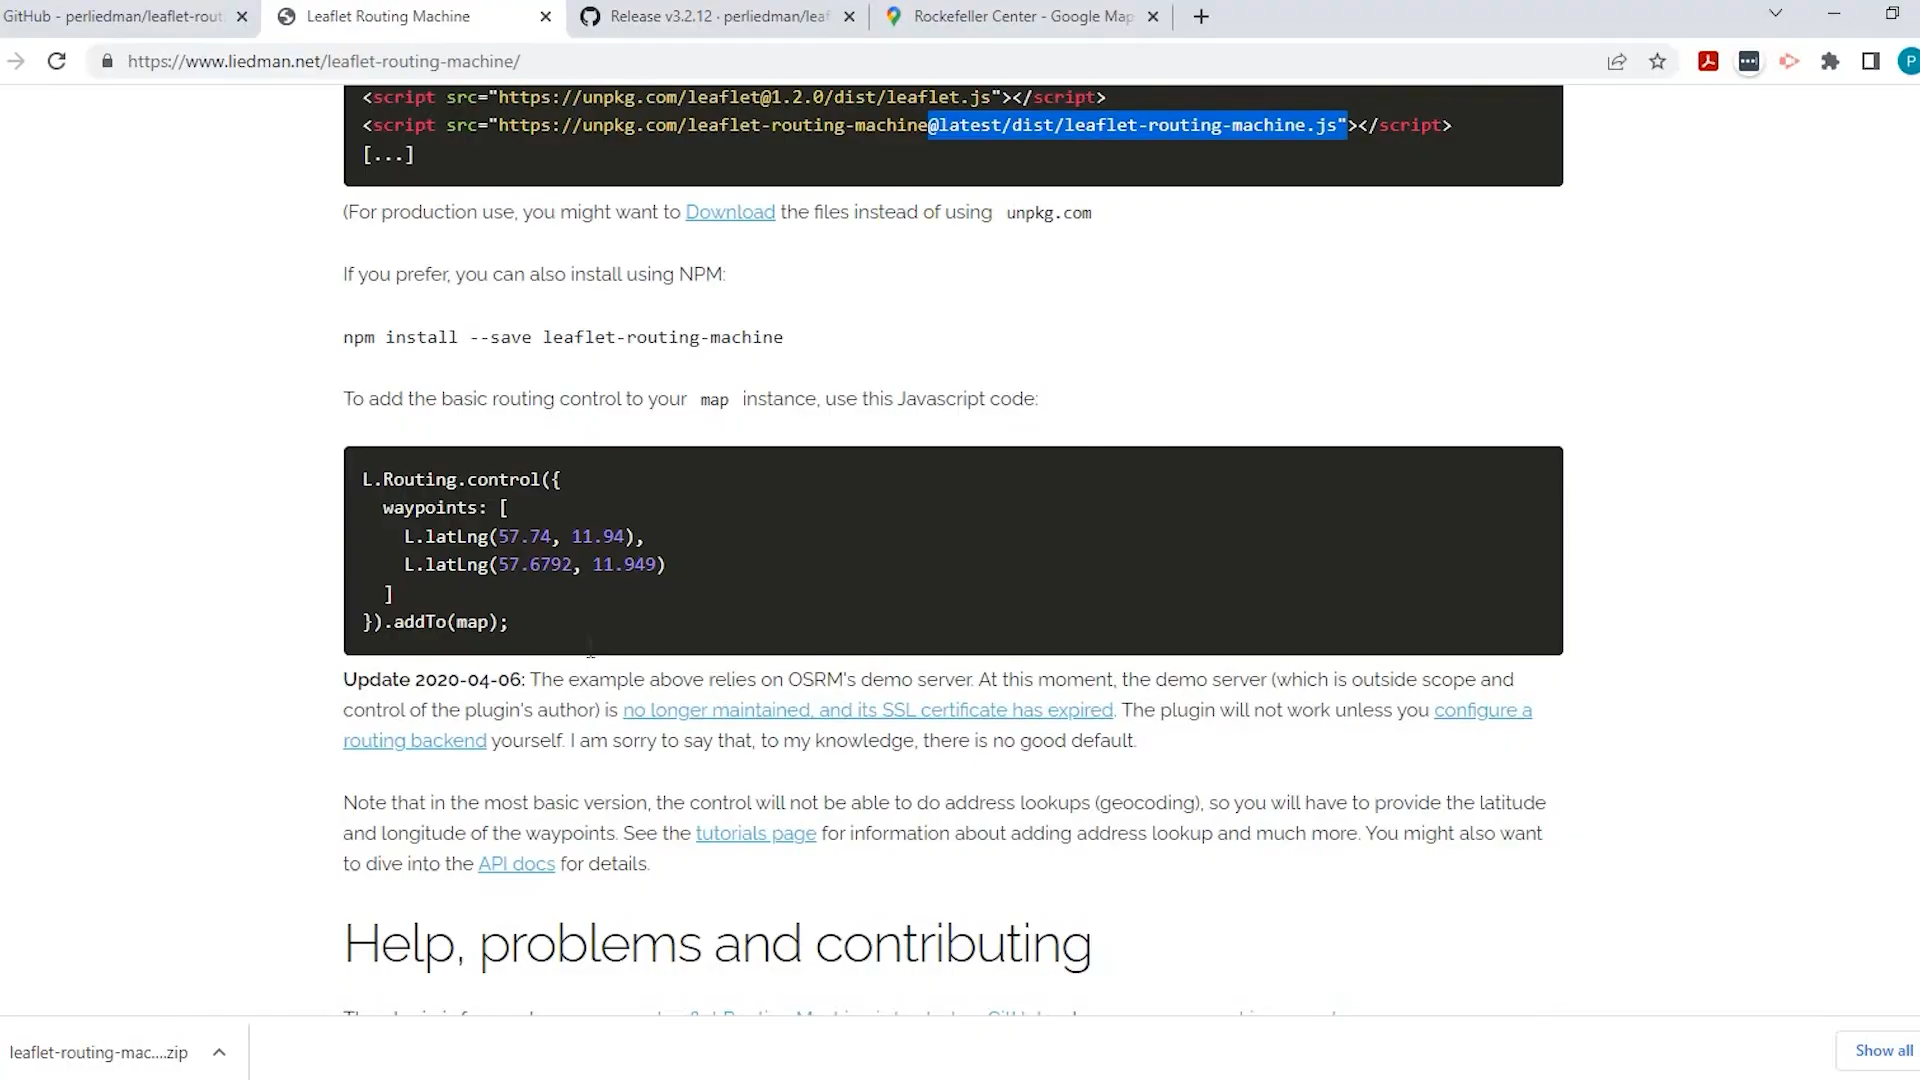 GitHub - perliedman/leaflet-rout
Leaflet Routing Machine
Release v3.2.12 · perliedman/leaf
Rockefeller Center - Google Map
https://www.liedman.net/leaflet-routing-machine/
P
<script src="https://unpkg.com/leaflet@1.2.0/dist/leaflet.js"></script>
<script src="https://unpkg.com/leaflet-routing-machine@latest/dist/leaflet-routing-machine.js"></script>
[...]
(For production use, you might want to Download the files instead of using unpkg.com
If you prefer, you can also install using NPM:
npm install --save leaflet-routing-machine
To add the basic routing control to your map instance, use this Javascript code:
L.Routing.control({
waypoints: [
L.latLng(57.74, 11.94),
L.latLng(57.6792, 11.949)
]
}).addTo(map);
Update 2020-04-06: The example above relies on OSRM's demo server. At this moment, the demo server (which is outside scope and
control of the plugin's author) is no longer maintained, and its SSL certificate has expired. The plugin will not work unless you configure a
routing backend yourself. I am sorry to say that, to my knowledge, there is no good default.
Note that in the most basic version, the control will not be able to do address lookups (geocoding), so you will have to provide the latitude
and longitude of the waypoints. See the tutorials page for information about adding address lookup and much more. You might also want
to dive into the API docs for details.
Help, problems and contributing
leaflet-routing-mac....zip
Show all